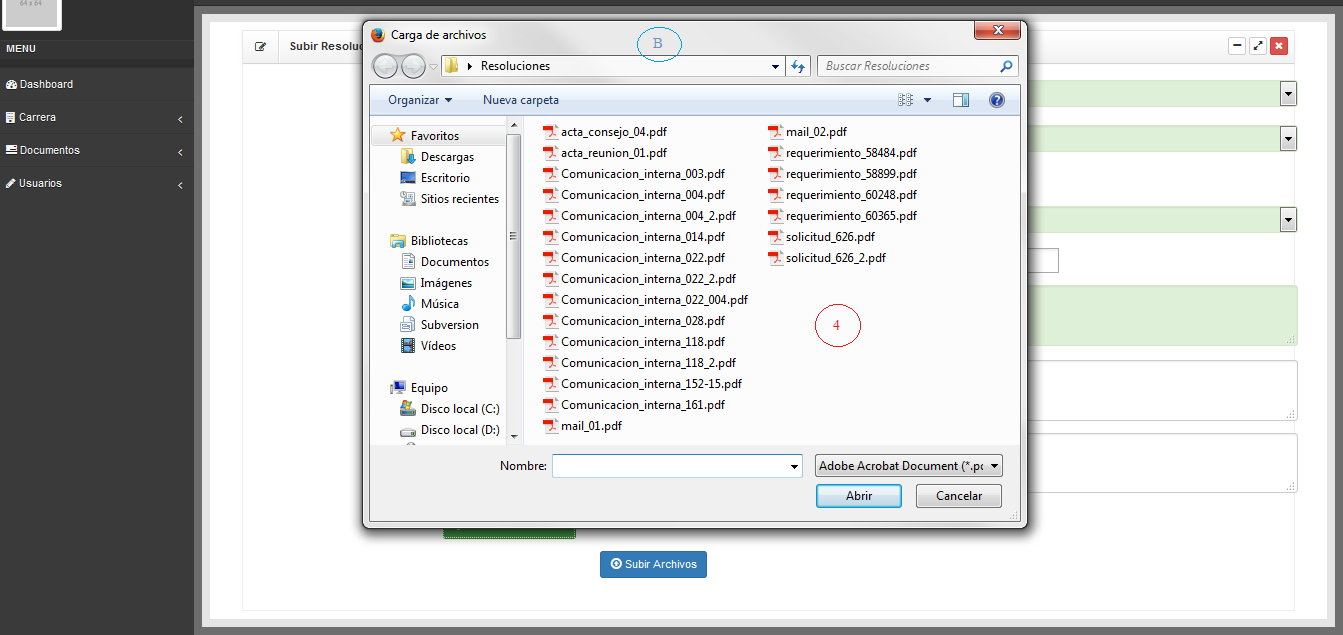 64 x 64
MENU
Dashboard
Carrera
Documentos
Usuarios
Subir Resoluc
Carga de archivos
B
Resoluciones
Buscar Resoluciones
Organizar
Nueva carpeta
Favoritos
Descargas
Escritorio
Sitios recientes
Bibliotecas
Documentos
Imágenes
Música
Subversion
Vídeos
Equipo
Disco local (C:)
Disco local (D:)
acta_consejo_04.pdf
acta_reunion_01.pdf
Comunicacion_interna_003.pdf
Comunicacion_interna_004.pdf
Comunicacion_interna_004_2.pdf
Comunicacion_interna_014.pdf
Comunicacion_interna_022.pdf
Comunicacion_interna_022_2.pdf
Comunicacion_interna_022_004.pdf
Comunicacion_interna_028.pdf
Comunicacion_interna_118.pdf
Comunicacion_interna_118_2.pdf
Comunicacion_interna_152-15.pdf
Comunicacion_interna_161.pdf
mail_01.pdf
mail_02.pdf
requerimiento_58484.pdf
requerimiento_58899.pdf
requerimiento_60248.pdf
requerimiento_60365.pdf
solicitud_626.pdf
solicitud_626_2.pdf
4
Nombre:
Adobe Acrobat Document (*.pc
Abrir
Cancelar
Subir Archivos